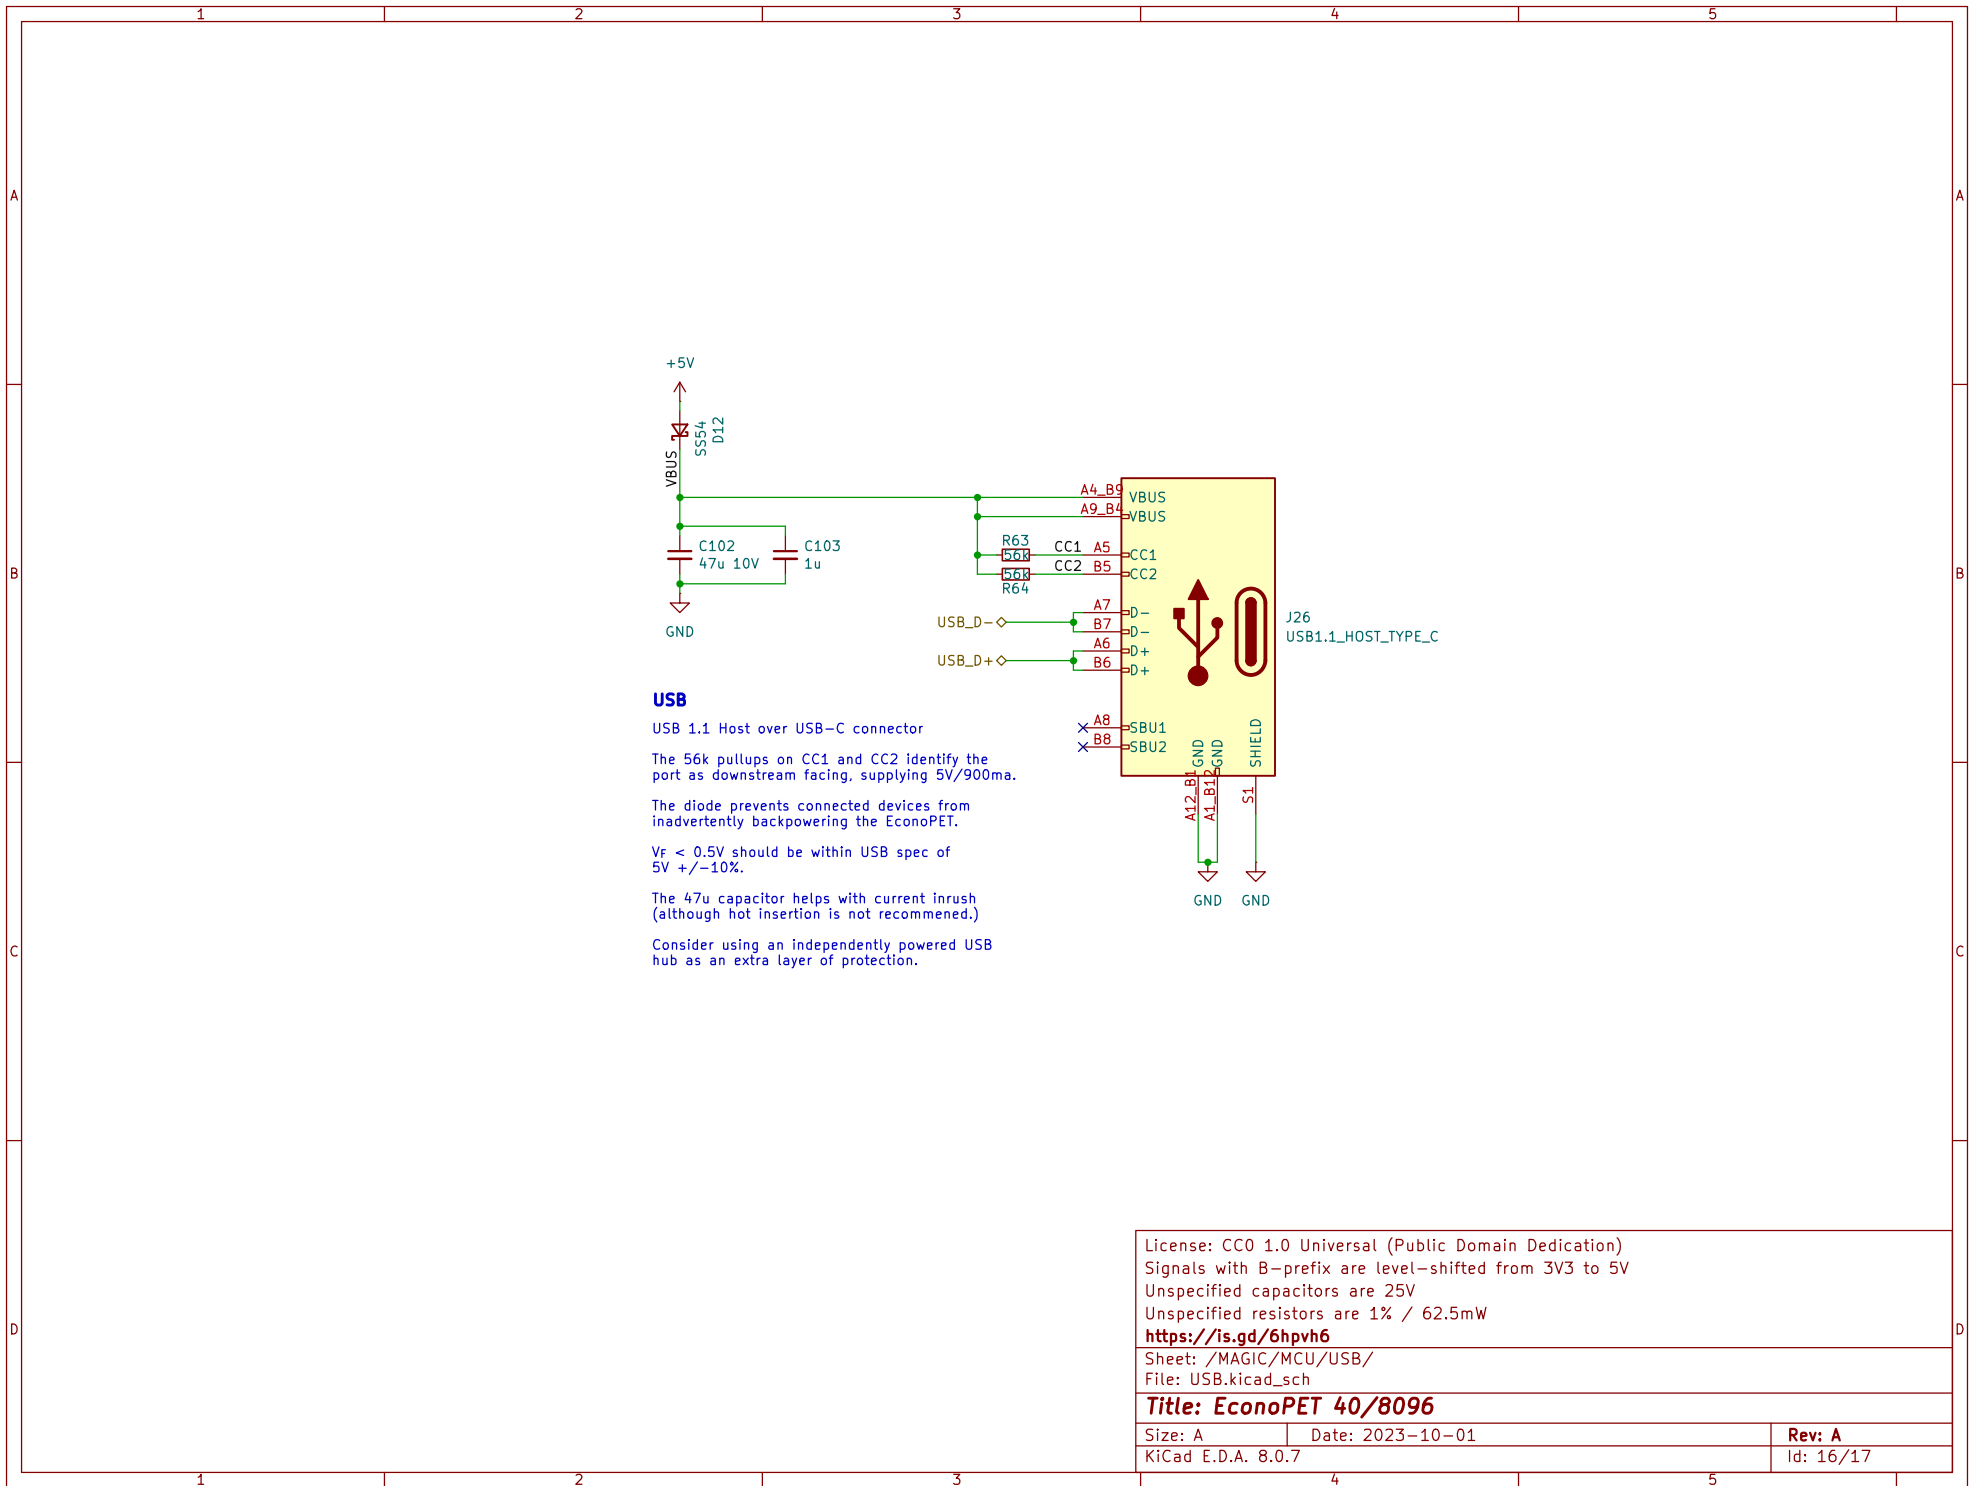 1 2 3 4 5
A A
B B
C C
D D
+5V
SS54
D12
VBUS
C102
47u 10V
C103
1u
GND
R63
56k
56k
R64
CC1
CC2
USB_D-
USB_D+
A4_B9
A9_B4
A5
B5
A7
B7
A6
B6
A8
B8
VBUS
VBUS
CC1
CC2
D-
D-
D+
D+
SBU1
SBU2
GND
GND
SHIELD
A12_B1
A1_B12
S1
J26
USB1.1_HOST_TYPE_C
GND
GND
USB
USB 1.1 Host over USB-C connector
The 56k pullups on CC1 and CC2 identify the
port as downstream facing, supplying 5V/900ma.
The diode prevents connected devices from
inadvertently backpowering the EconoPET.
VF < 0.5V should be within USB spec of
5V +/-10%.
The 47u capacitor helps with current inrush
(although hot insertion is not recommened.)
Consider using an independently powered USB
hub as an extra layer of protection.
License: CC0 1.0 Universal (Public Domain Dedication)
Signals with B-prefix are level-shifted from 3V3 to 5V
Unspecified capacitors are 25V
Unspecified resistors are 1% / 62.5mW
https://is.gd/6hpvh6
Sheet: /MAGIC/MCU/USB/
File: USB.kicad_sch
Title: EconoPET 40/8096
Size: A Date: 2023-10-01 Rev: A
KiCad E.D.A. 8.0.7 Id: 16/17
1 2 3 4 5